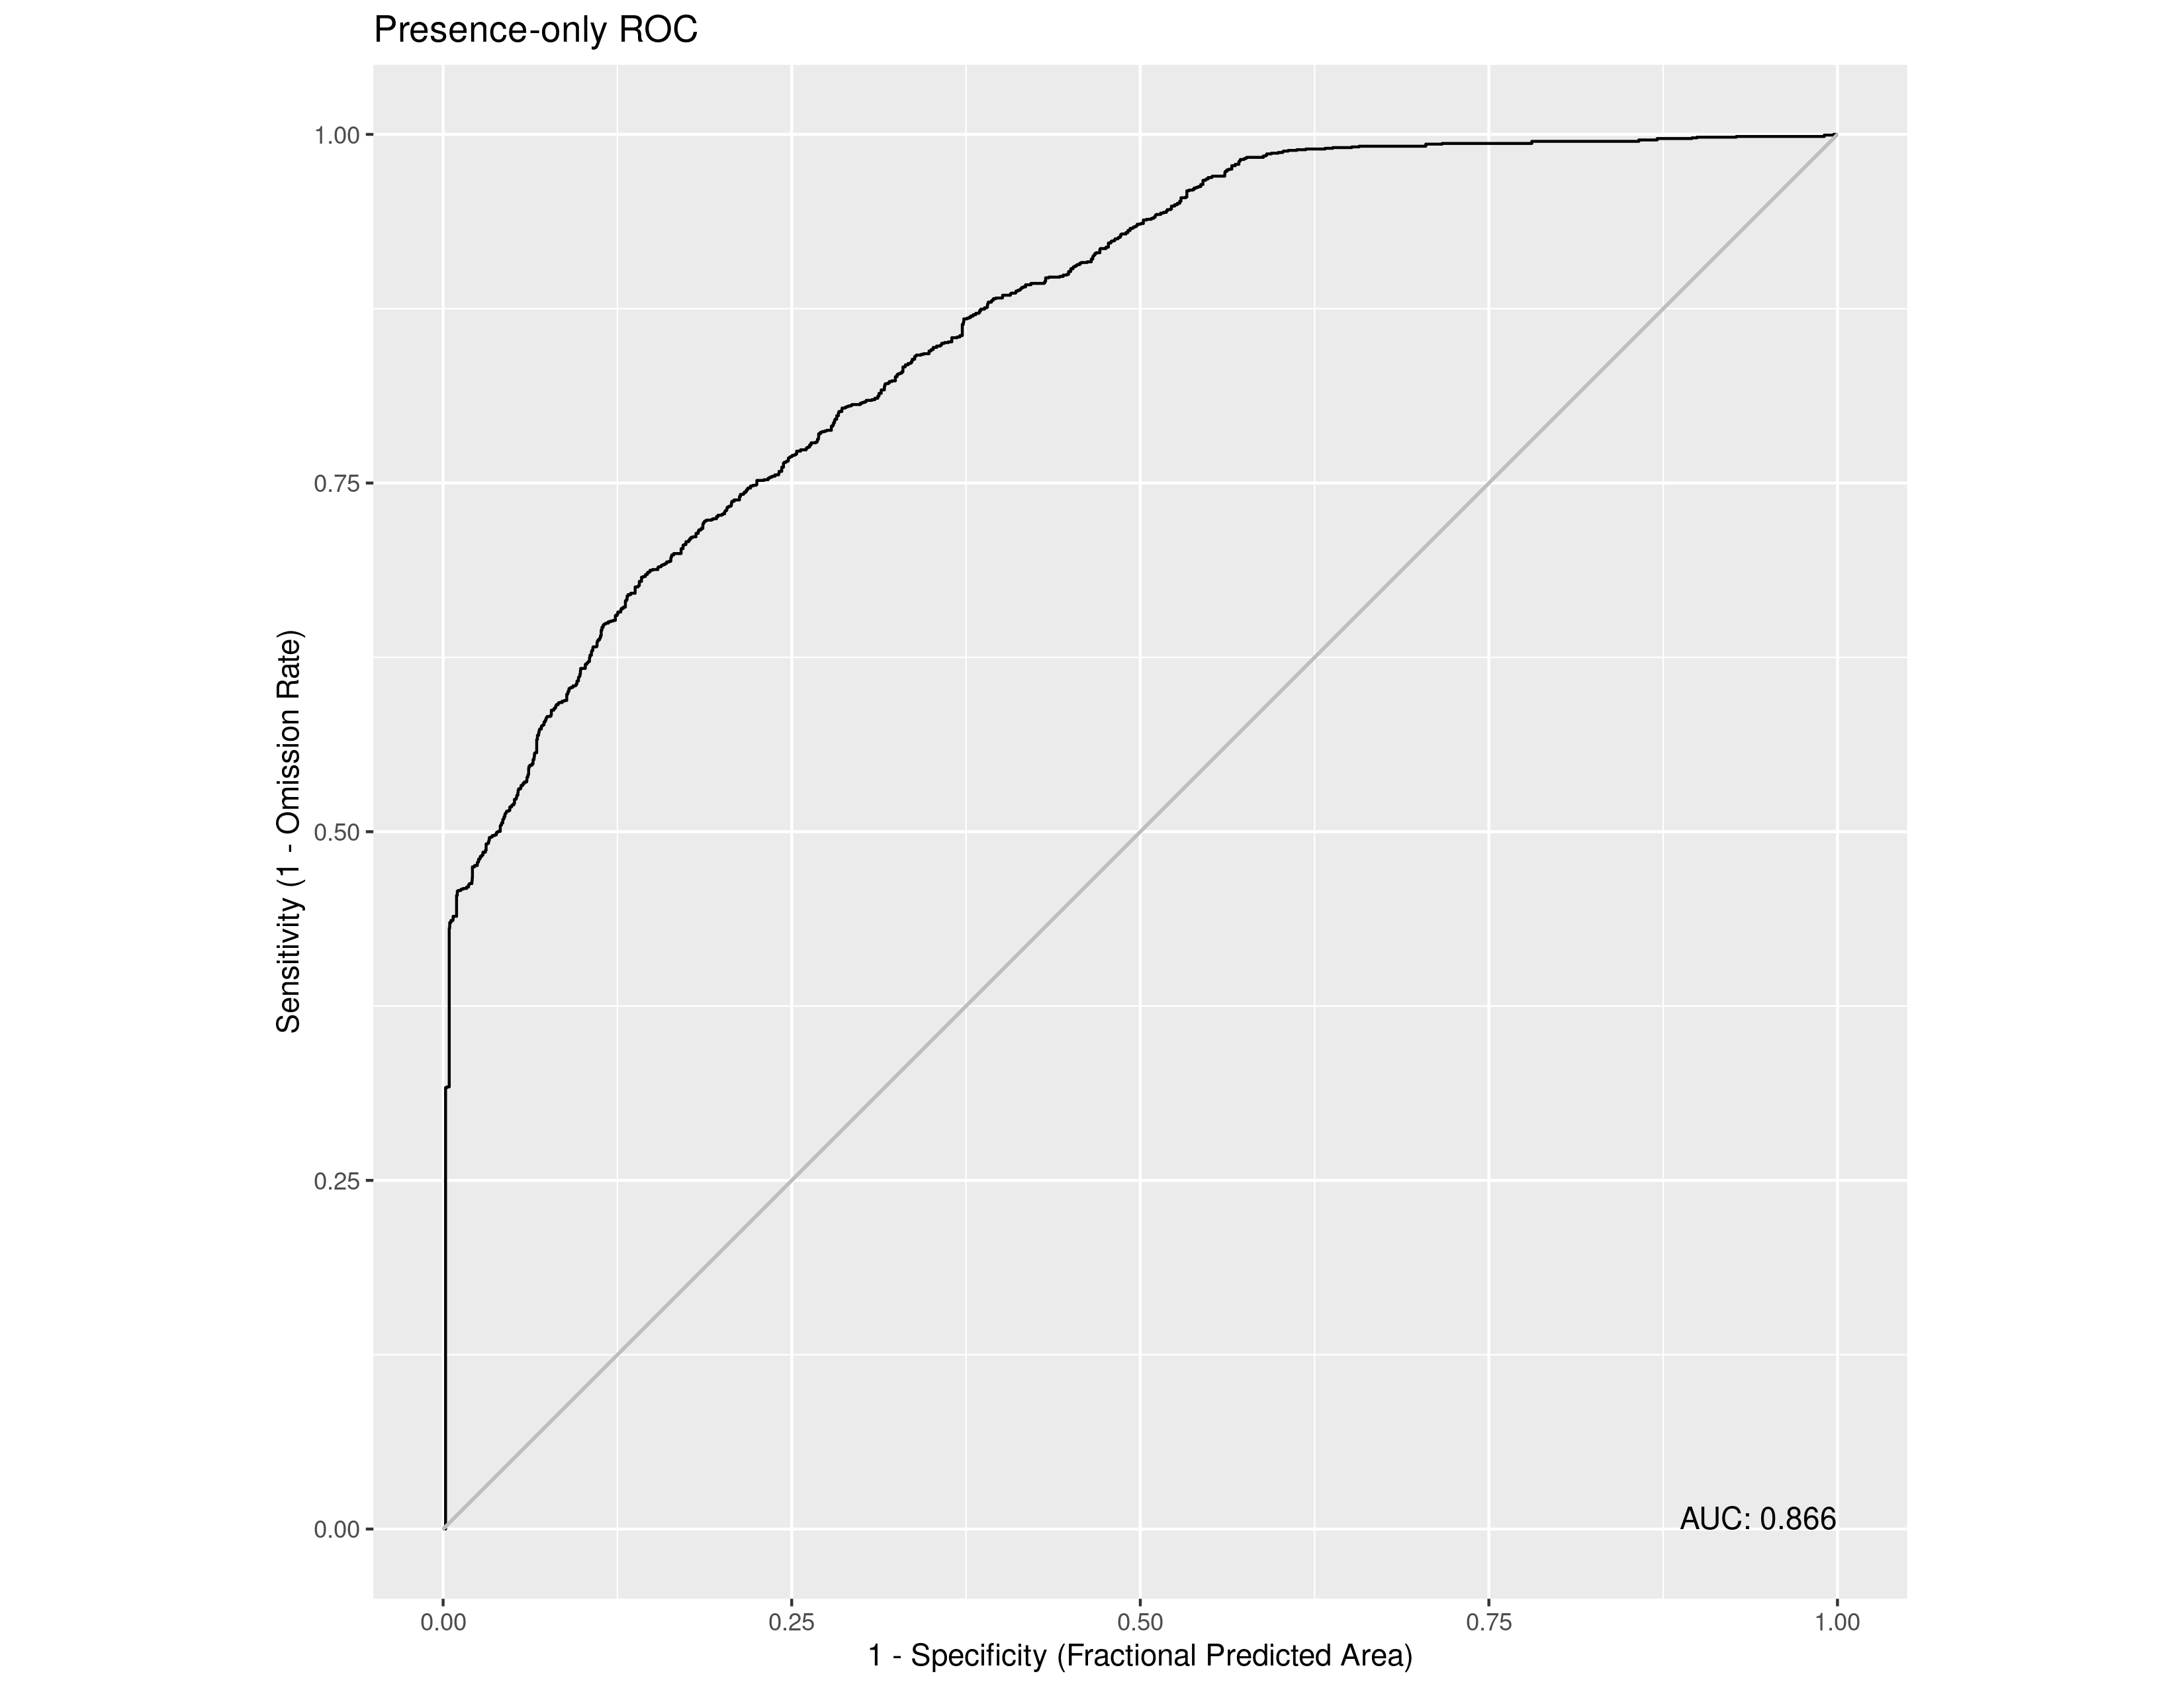 Presence-only ROC
Sensitivity (1 - Omission Rate)
1.00
0.75
0.50
0.25
0.00
AUC: 0.866
0.00 0.25 0.50 0.75 1.00
1 - Specificity (Fractional Predicted Area)